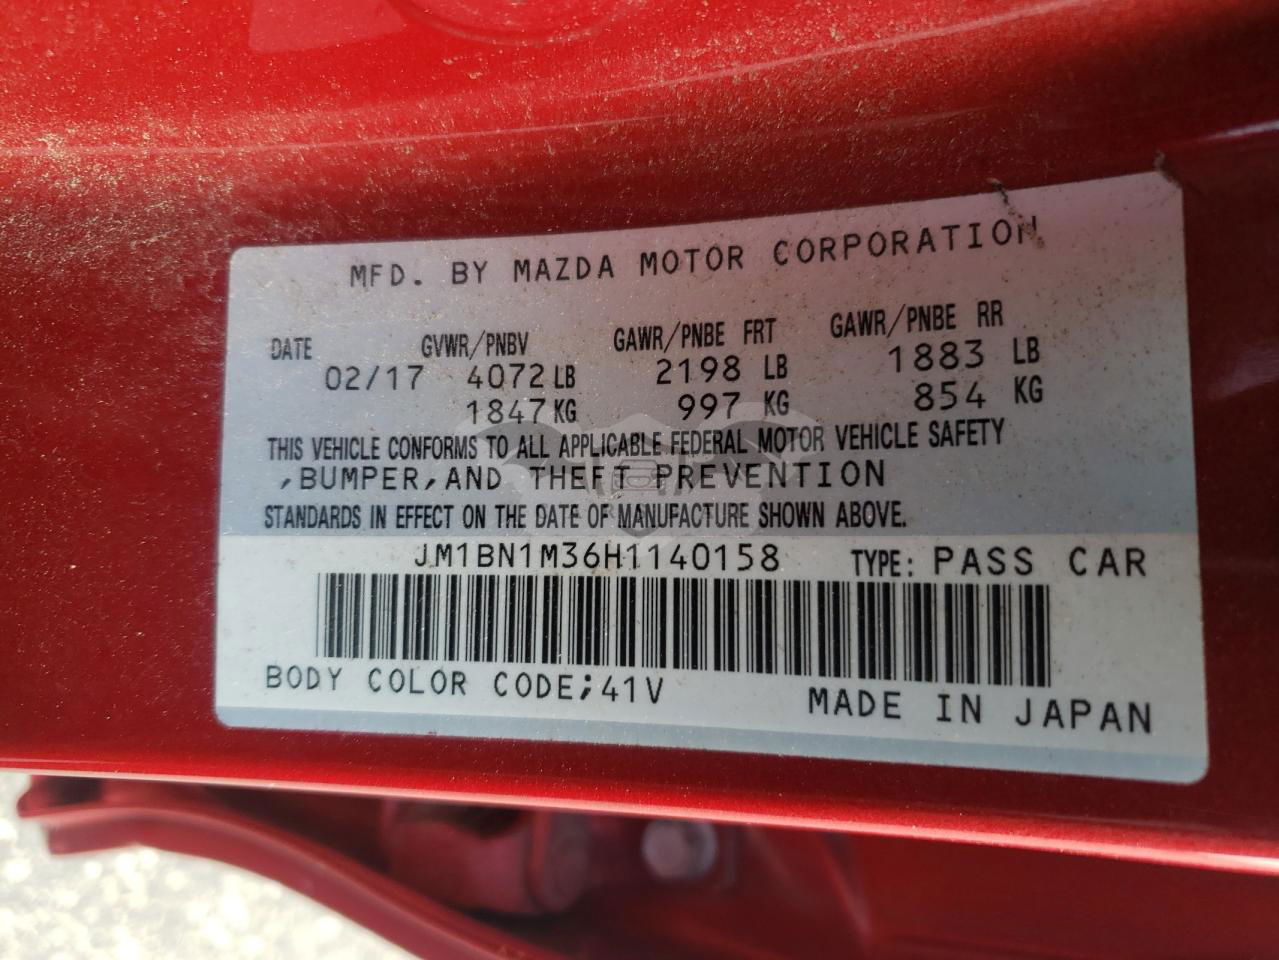 MFD. BY MAZDA MOTOR CORPORATION
DATE GVWR/PNBV GAWR/PNBE FRT GAWR/PNBE RR
02/17 4072 LB 2198 LB 1883 LB
1847 KG 997 KG 854 KG
THIS VEHICLE CONFORMS TO ALL APPLICABLE FEDERAL MOTOR VEHICLE SAFETY
,BUMPER,AND THEFT PREVENTION
STANDARDS IN EFFECT ON THE DATE OF MANUFACTURE SHOWN ABOVE.
JM1BN1M36H1140158 TYPE: PASS CAR
BODY COLOR CODE;41V MADE IN JAPAN